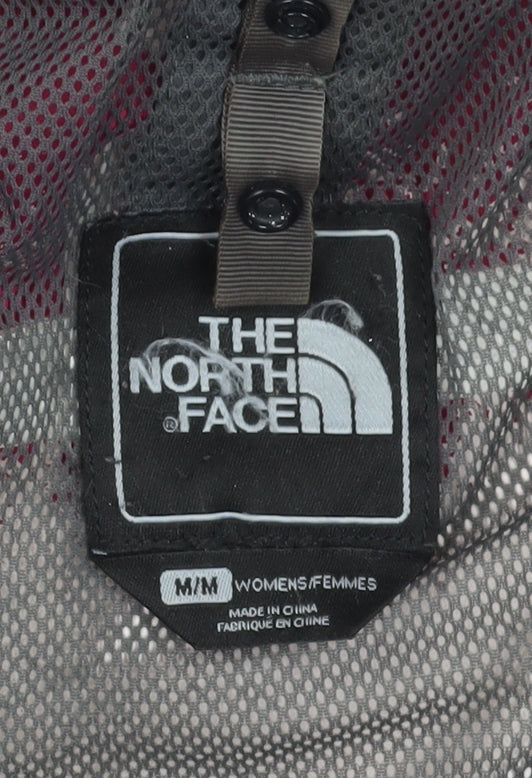 THE
NORTH
FACE
®
M/M WOMENS/FEMMES
MADE IN CHINA
FABRIQUÉ EN CHINE